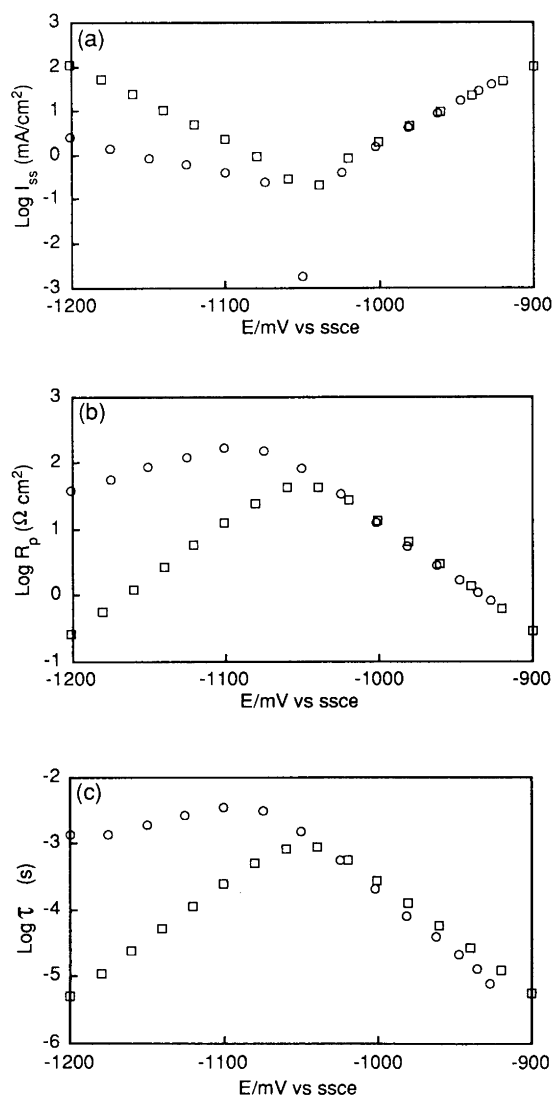 (a)
3
2
1
0
-1
-2
-3
Log I_ss (mA/cm²)
-1200 -1100 -1000 -900
E/mV vs ssce
(b)
3
2
1
0
-1
Log R_p (Ω cm²)
-1200 -1100 -1000 -900
E/mV vs ssce
(c)
-2
-3
-4
-5
-6
Log τ (s)
-1200 -1100 -1000 -900
E/mV vs ssce